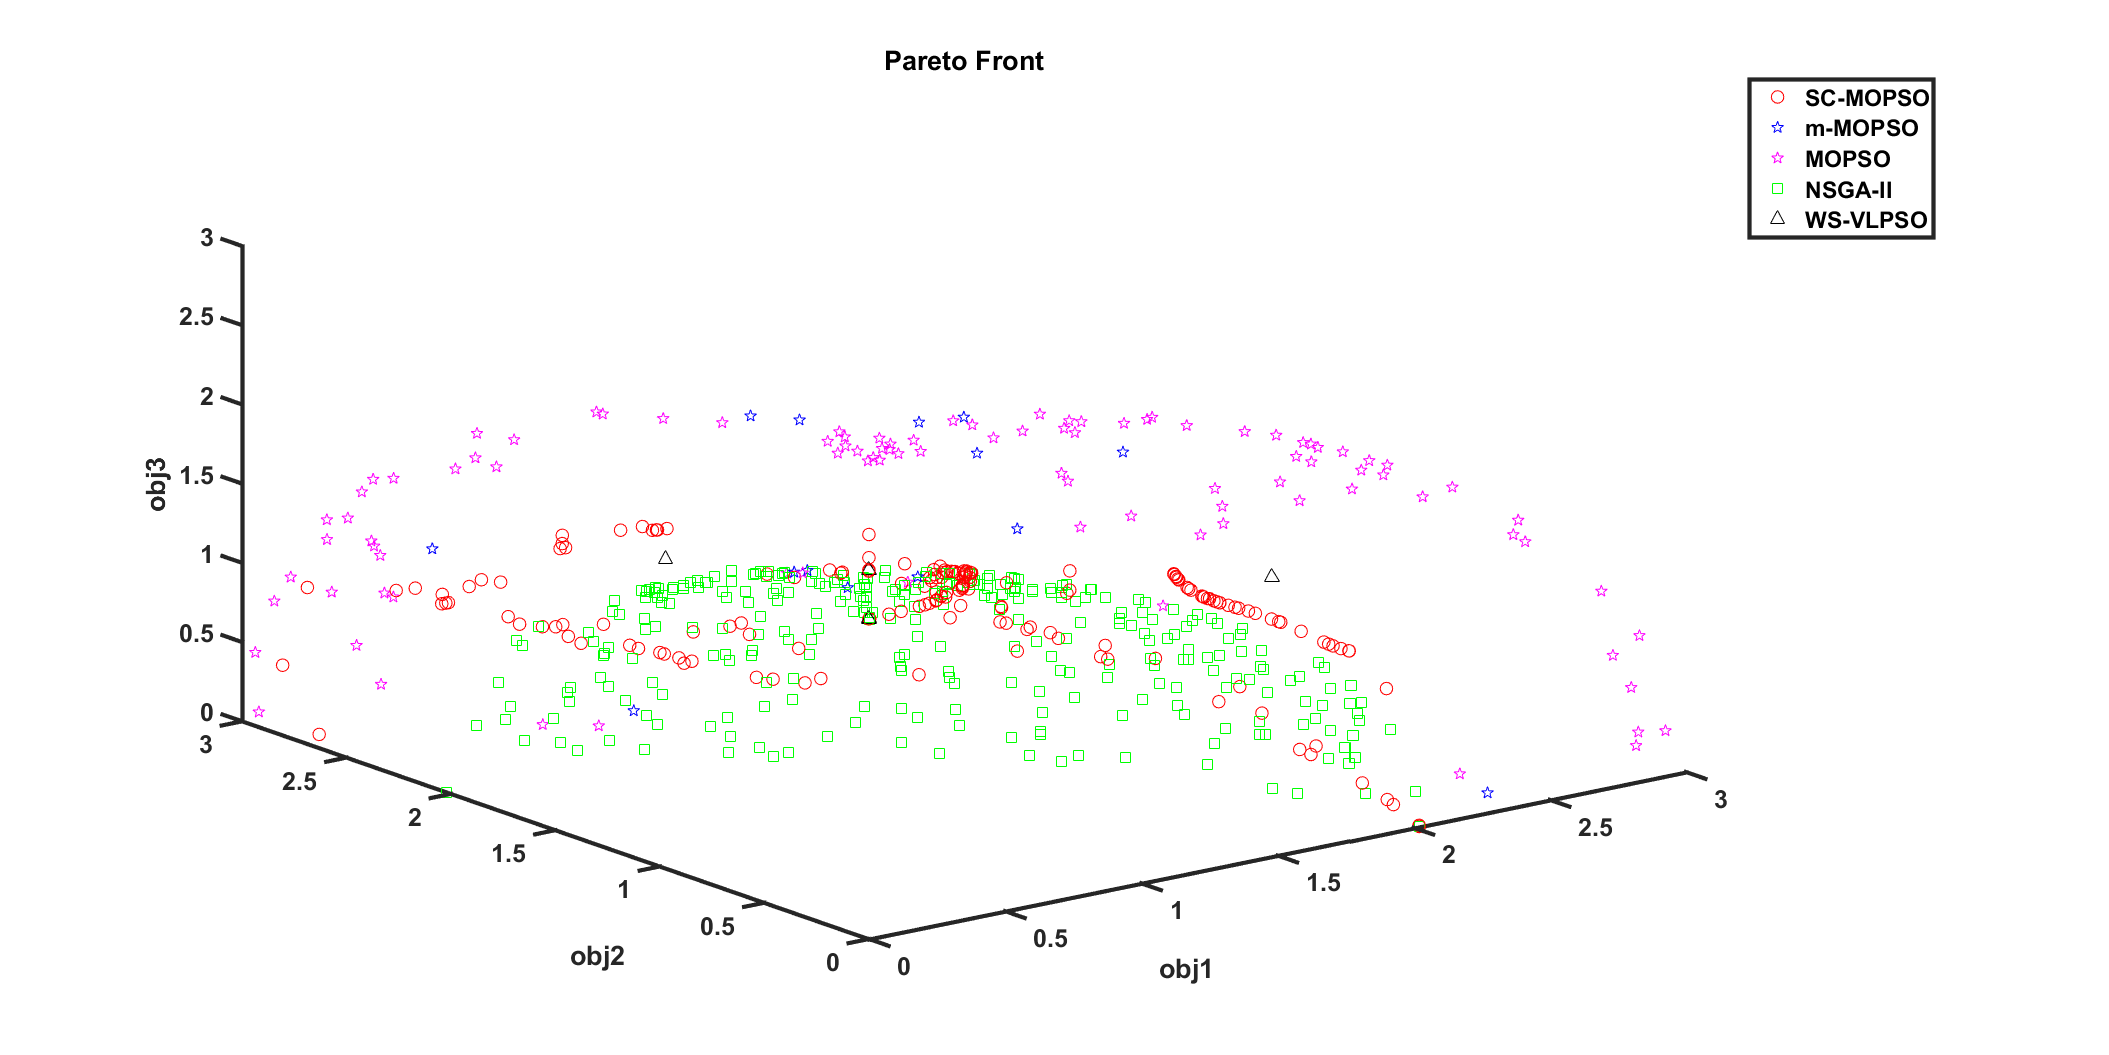 Pareto Front
SC-MOPSO
m-MOPSO
MOPSO
NSGA-II
WS-VLPSO
3
2.5
2
1.5
1
0.5
0
obj3
3
2.5
2
1.5
1
0.5
0
obj2
0
0.5
1
1.5
2
2.5
3
obj1